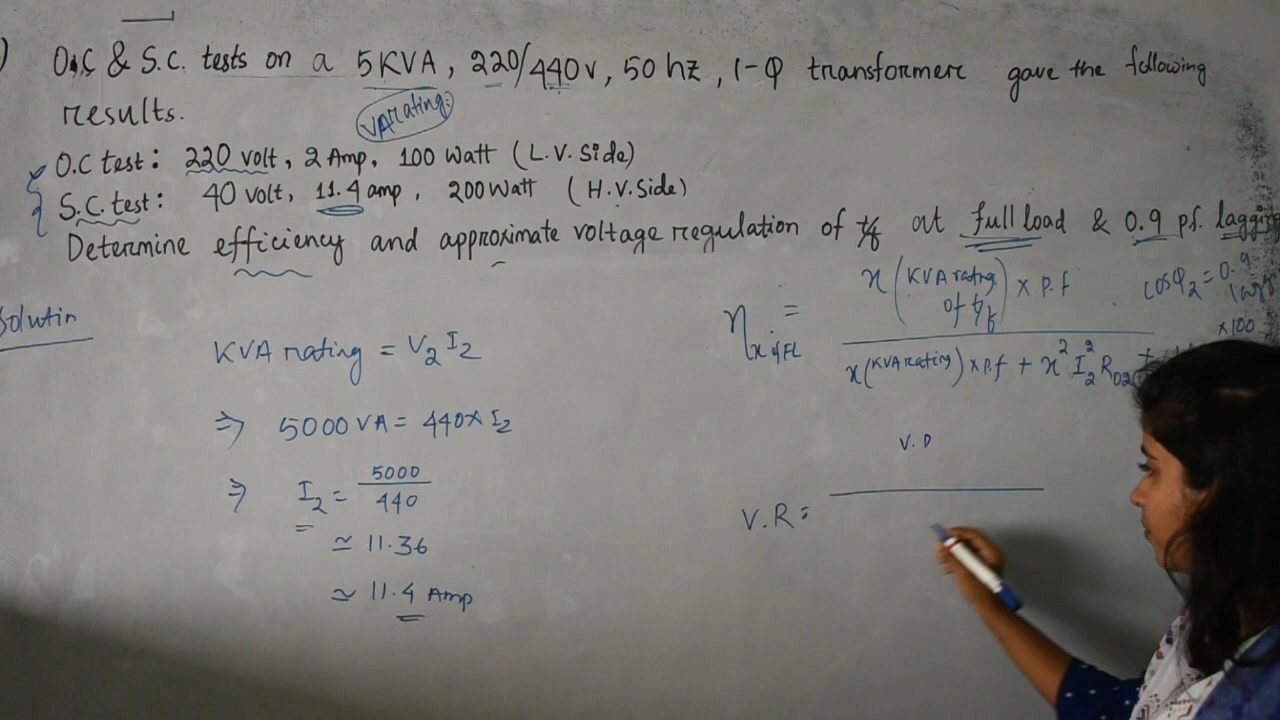 ) O.C & S.C. tests on a 5KVA, 220/440v, 50 hz, 1-Φ transformer gave the following
results.
VA rating:
O.C test: 220 volt, 2 Amp, 100 Watt (L.V. Side)
S.C. test: 40 volt, 11.4 amp, 200 Watt (H.V. Side)
Determine efficiency and approximate voltage regulation of t/f at full load & 0.9 pf. lagging
Solutin
KVA rating = V₂ I₂
⇒ 5000 VA = 440 × I₂
⇒ I₂ = 5000/440
≃ 11.36
≃ 11.4 Amp
cosφ₂ = 0.9
η x of FL = x (KVA rating of t/f) × P.f
x (KVA rating) × P.f + x² I₂² R₀₂ +
×100
V.R = V.D